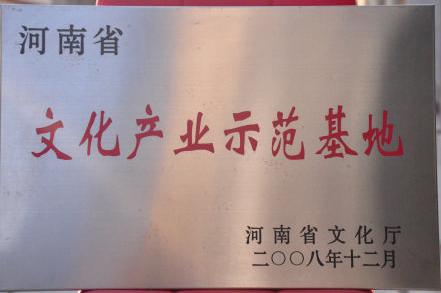 河南省
文化产业示范基地
河南省文化厅
二〇〇八年十二月